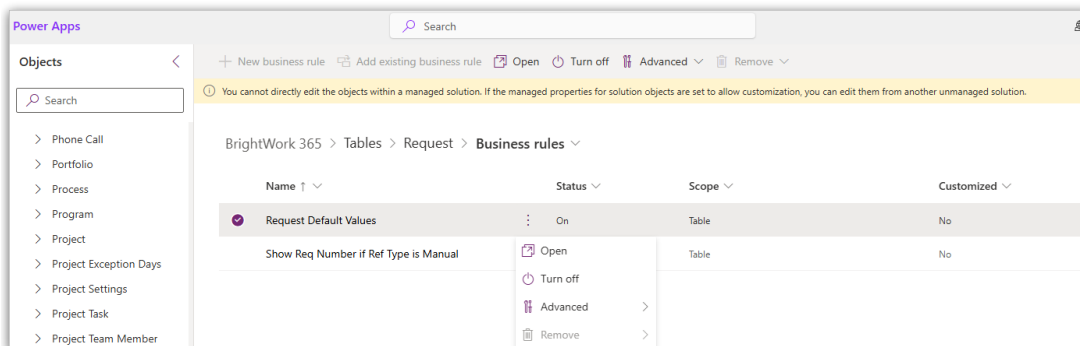 Power Apps
Search
Objects
New business rule Add existing business rule Open Turn off Advanced Remove
You cannot directly edit the objects within a managed solution. If the managed properties for solution objects are set to allow customization, you can edit them from another unmanaged solution.
Search
Phone Call
Portfolio
Process
Program
Project
Project Exception Days
Project Settings
Project Task
Project Team Member
BrightWork 365 > Tables > Request > Business rules
Name ↑ Status Scope Customized
Request Default Values On Table No
Show Req Number if Ref Type is Manual Table No
Open
Turn off
Advanced
Remove